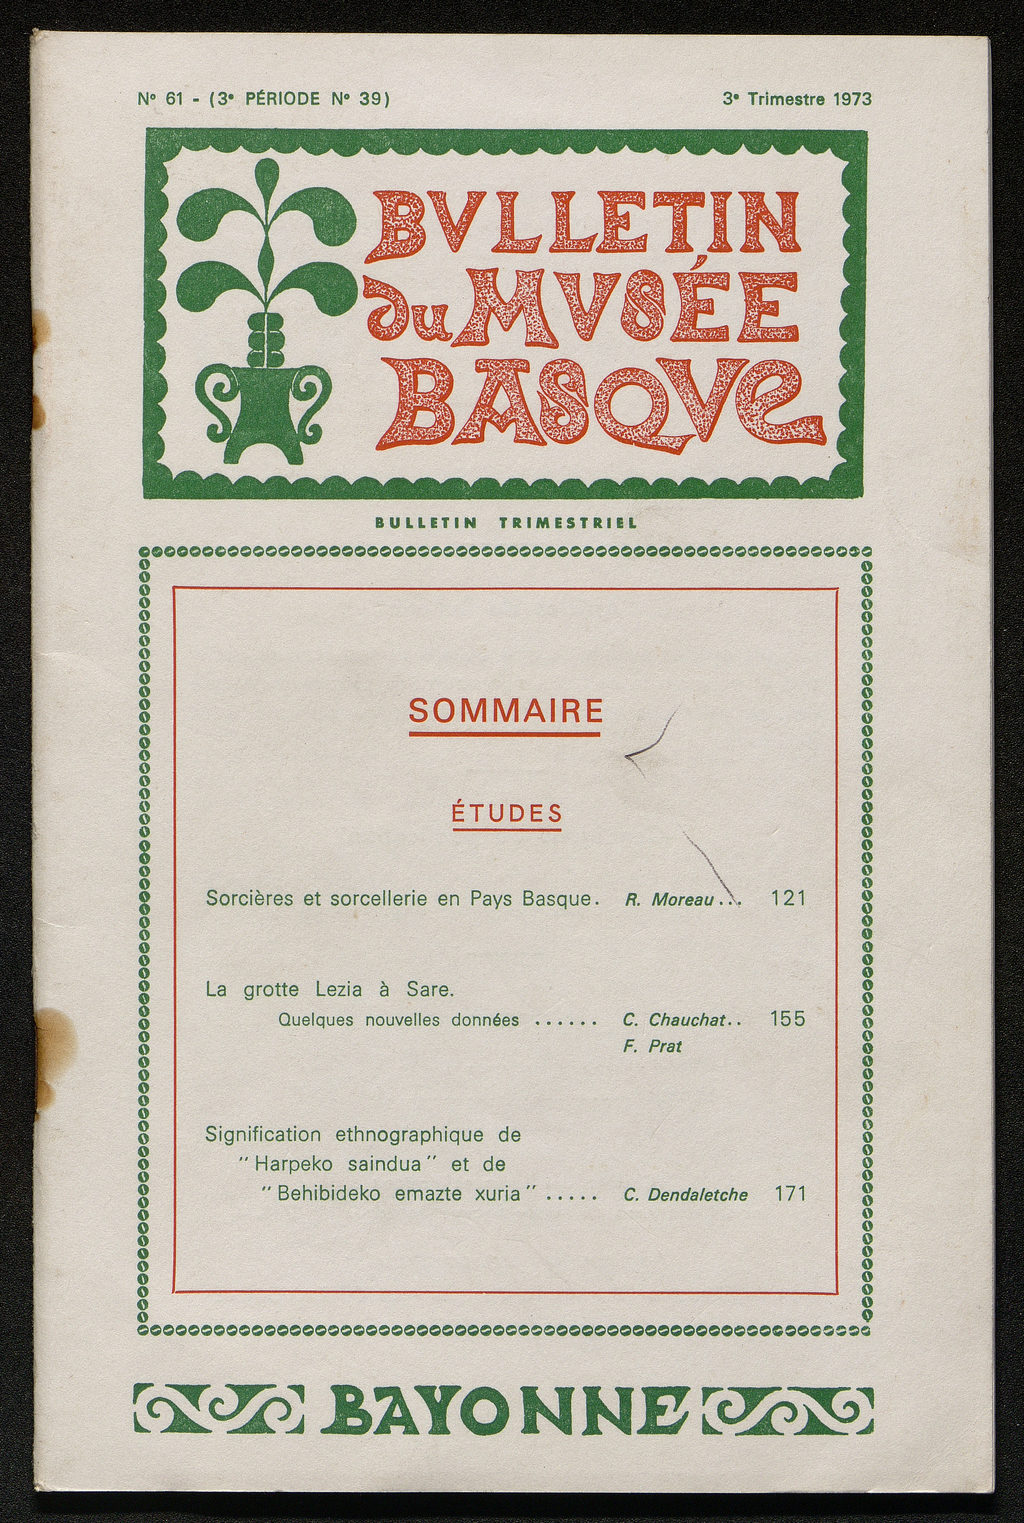 Nº 61 - (3ᵉ PÉRIODE Nº 39)
3ᵉ Trimestre 1973
BVLLETIN
du MVSÉE
BASQVe
BULLETIN TRIMESTRIEL
SOMMAIRE
ÉTUDES
Sorcières et sorcellerie en Pays Basque. R. Moreau... 121
La grotte Lezia à Sare.
Quelques nouvelles données ...... C. Chauchat.. 155
F. Prat
Signification ethnographique de
"Harpeko saindua" et de
"Behibideko emazte xuria" ..... C. Dendaletche 171
BAYONNE